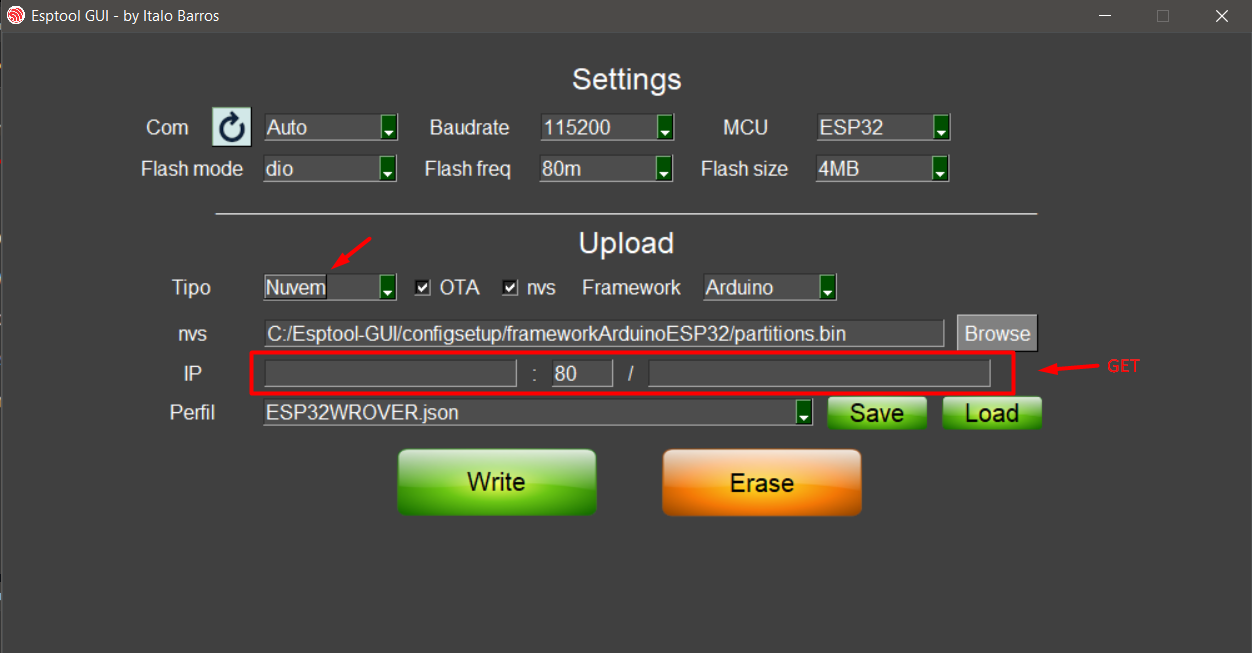 Esptool GUI - by Italo Barros
Settings
Com Auto Baudrate 115200 MCU ESP32
Flash mode dio Flash freq 80m Flash size 4MB
Upload
Tipo Nuvem OTA nvs Framework Arduino
nvs C:/Esptool-GUI/configsetup/frameworkArduinoESP32/partitions.bin Browse
IP : 80 / GET
Perfil ESP32WROVER.json Save Load
Write Erase